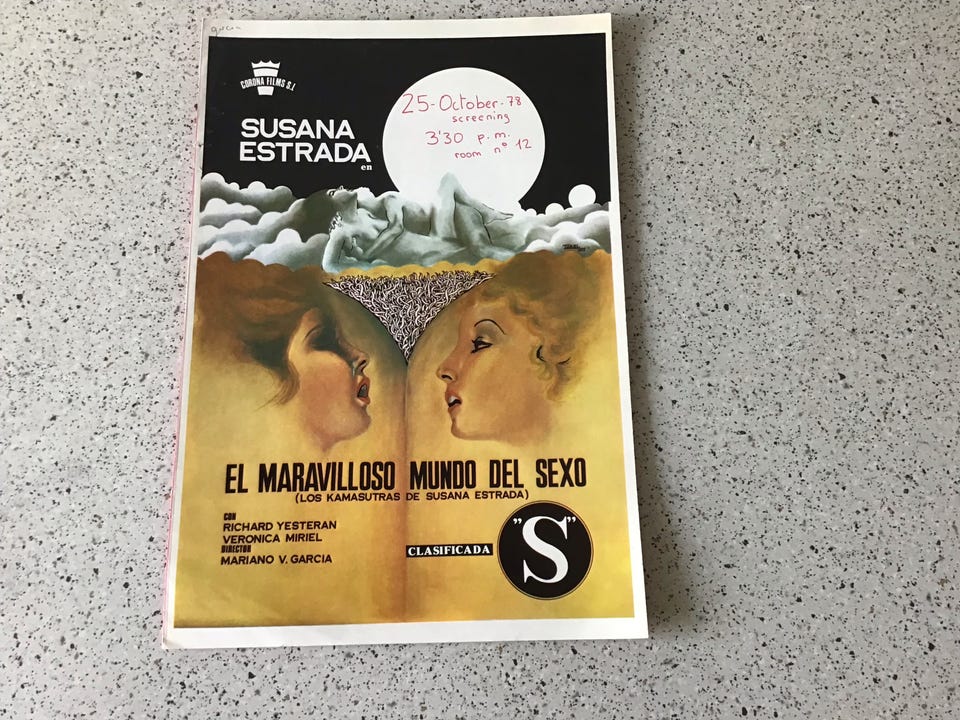 CORONA FILMS S.L
SUSANA
ESTRADA
en
25-October-78
screening
3'30 p.m.
room nº 12
EL MARAVILLOSO MUNDO DEL SEXO
(LOS KAMASUTRAS DE SUSANA ESTRADA)
CON
RICHARD YESTERAN
VERONICA MIRIEL
DIRECTOR
MARIANO V. GARCIA
CLASIFICADA
"S"